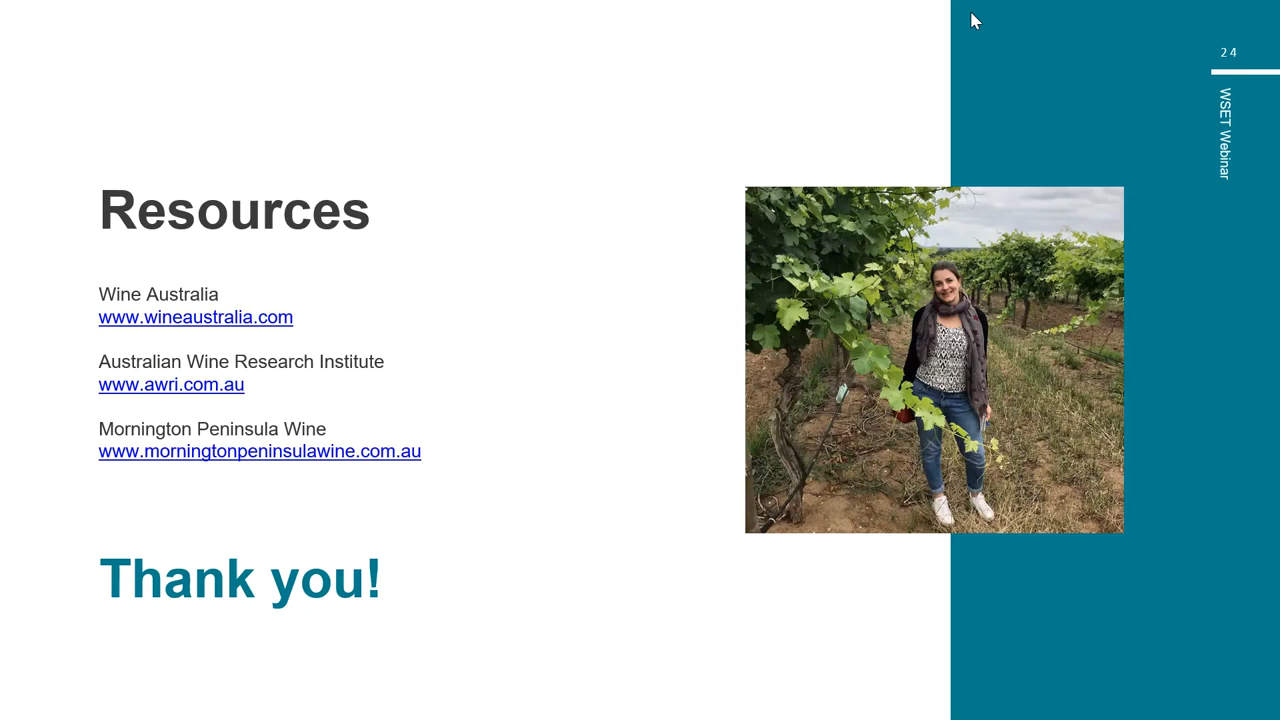 24
WSET Webinar
Resources
Wine Australia
www.wineaustralia.com
Australian Wine Research Institute
www.awri.com.au
Mornington Peninsula Wine
www.morningtonpeninsulawine.com.au
Thank you!